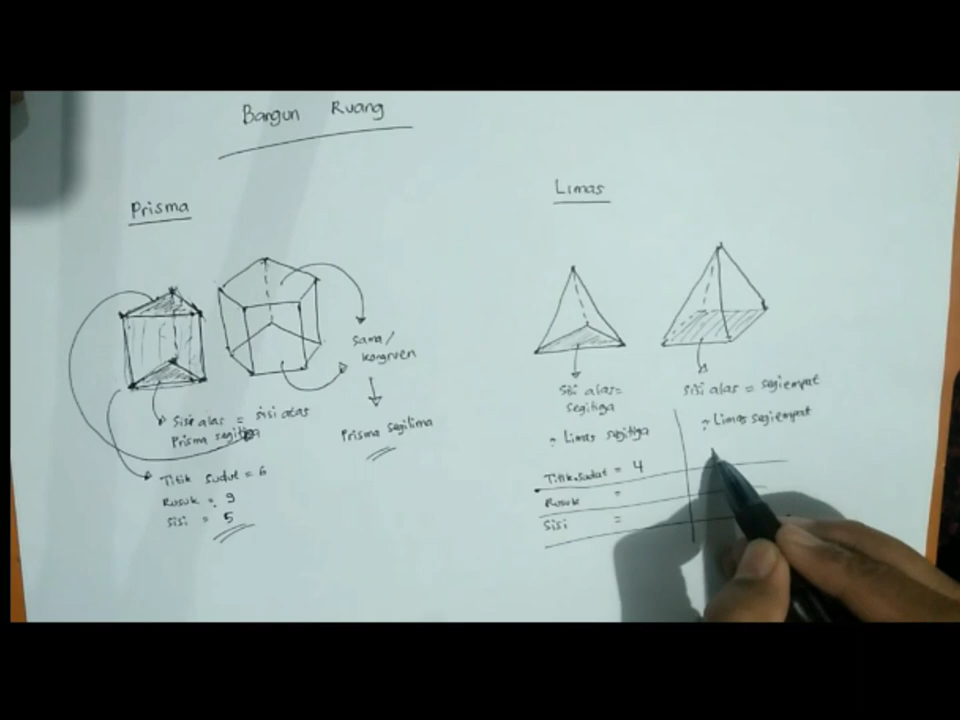 Bangun Ruang
Prisma
sama/
kongruen
Prisma segilima
Sisi alas = sisi atas
Prisma segitiga
Titik sudut = 6
Rusuk = 9
Sisi = 5
Limas
Sisi alas =
segitiga
= Limas segitiga
Sisi alas = segiempat
= Limas segiempat
Titik sudut = 4
Rusuk =
Sisi =